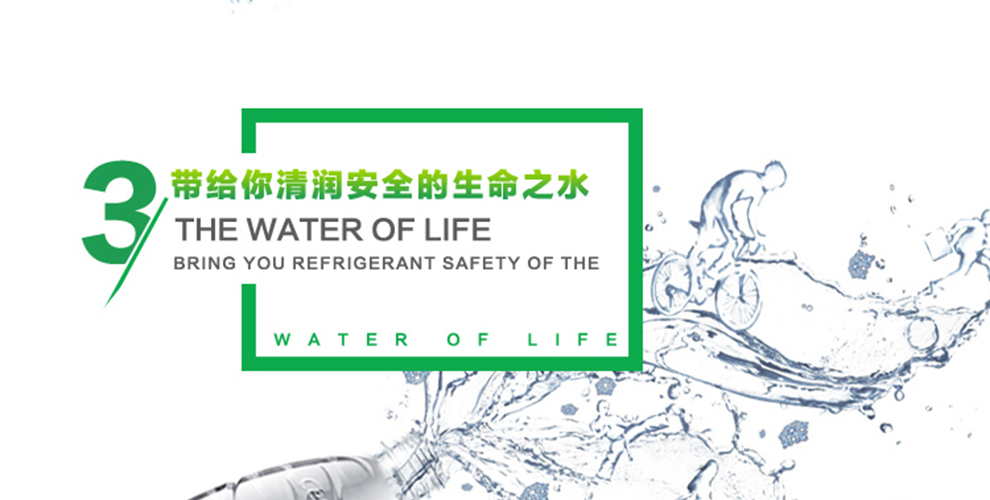 3
带给你清润安全的生命之水
THE WATER OF LIFE
BRING YOU REFRIGERANT SAFETY OF THE
WATER OF LIFE